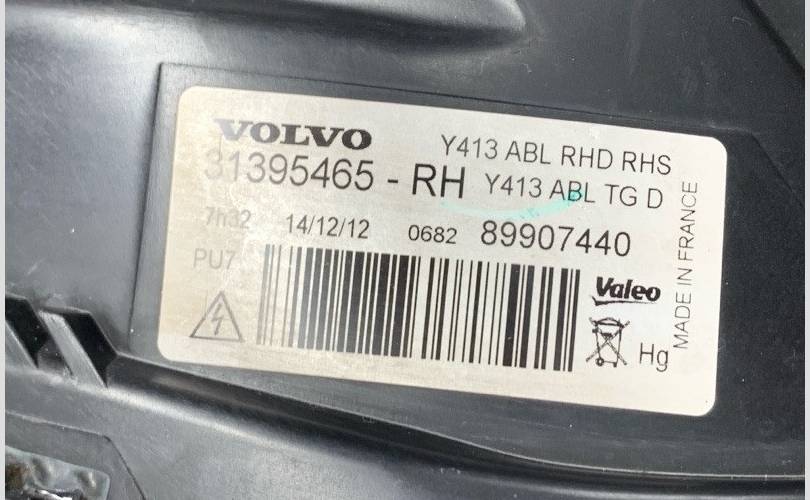 VOLVO
Y413 ABL RHD RHS
31395465 - RH Y413 ABL TG D
7h32 14/12/12 0682 89907440
PU7
Valeo
Hg
MADE IN FRANCE